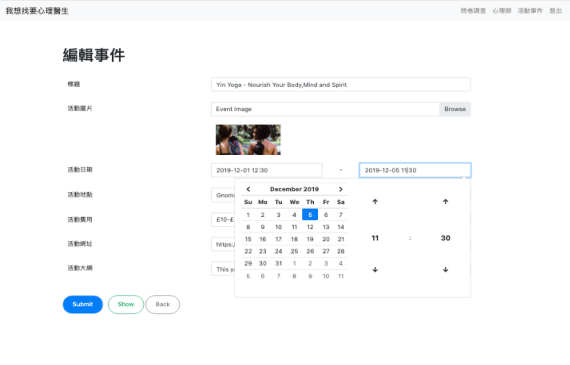 我想找要心理醫生
問卷調查 心理師 活動事件 登出
編輯事件
標題 Yin Yoga - Nourish Your Body,Mind and Spirit
活動圖片 Event Image Browse
活動日期 2019-12-01 12:30 - 2019-12-05 11:30
December 2019
Su Mo Tu We Th Fr Sa
1 2 3 4 5 6 7
8 9 10 11 12 13 14
15 16 17 18 19 20 21
22 23 24 25 26 27 28
29 30 31 1 2 3 4
5 6 7 8 9 10 11
11 : 30
活動地點
活動費用 £10-£
活動網址 https:
活動大綱 This
Submit Show Back